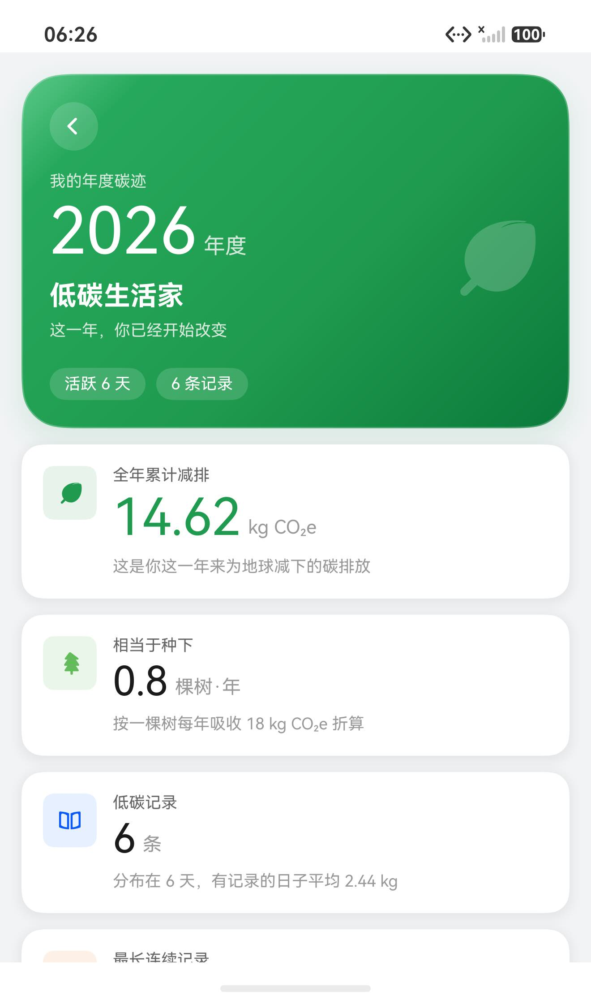 06:26
100
我的年度碳迹
2026 年度
低碳生活家
这一年，你已经开始改变
活跃 6 天
6 条记录
全年累计减排
14.62 kg CO₂e
这是你这一年来为地球减下的碳排放
相当于种下
0.8 棵树·年
按一棵树每年吸收 18 kg CO₂e 折算
低碳记录
6 条
分布在 6 天，有记录的日子平均 2.44 kg
最长连续记录